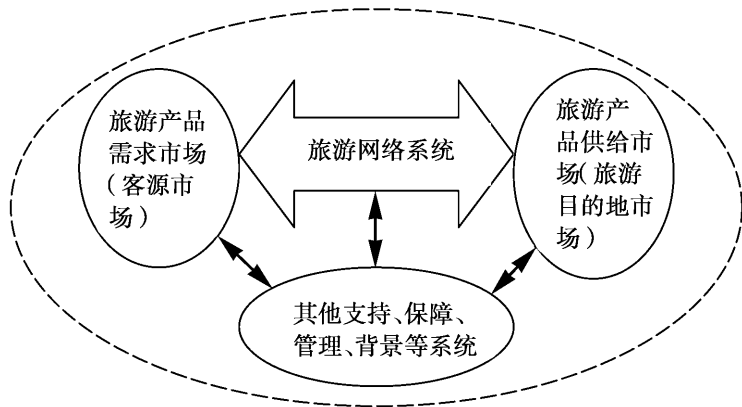 旅游产品
需求市场
（客源市
场）
旅游网络系统
旅游产
品供给市
场（旅游
目的地市
场）
其他支持、保障、
管理、背景等系统